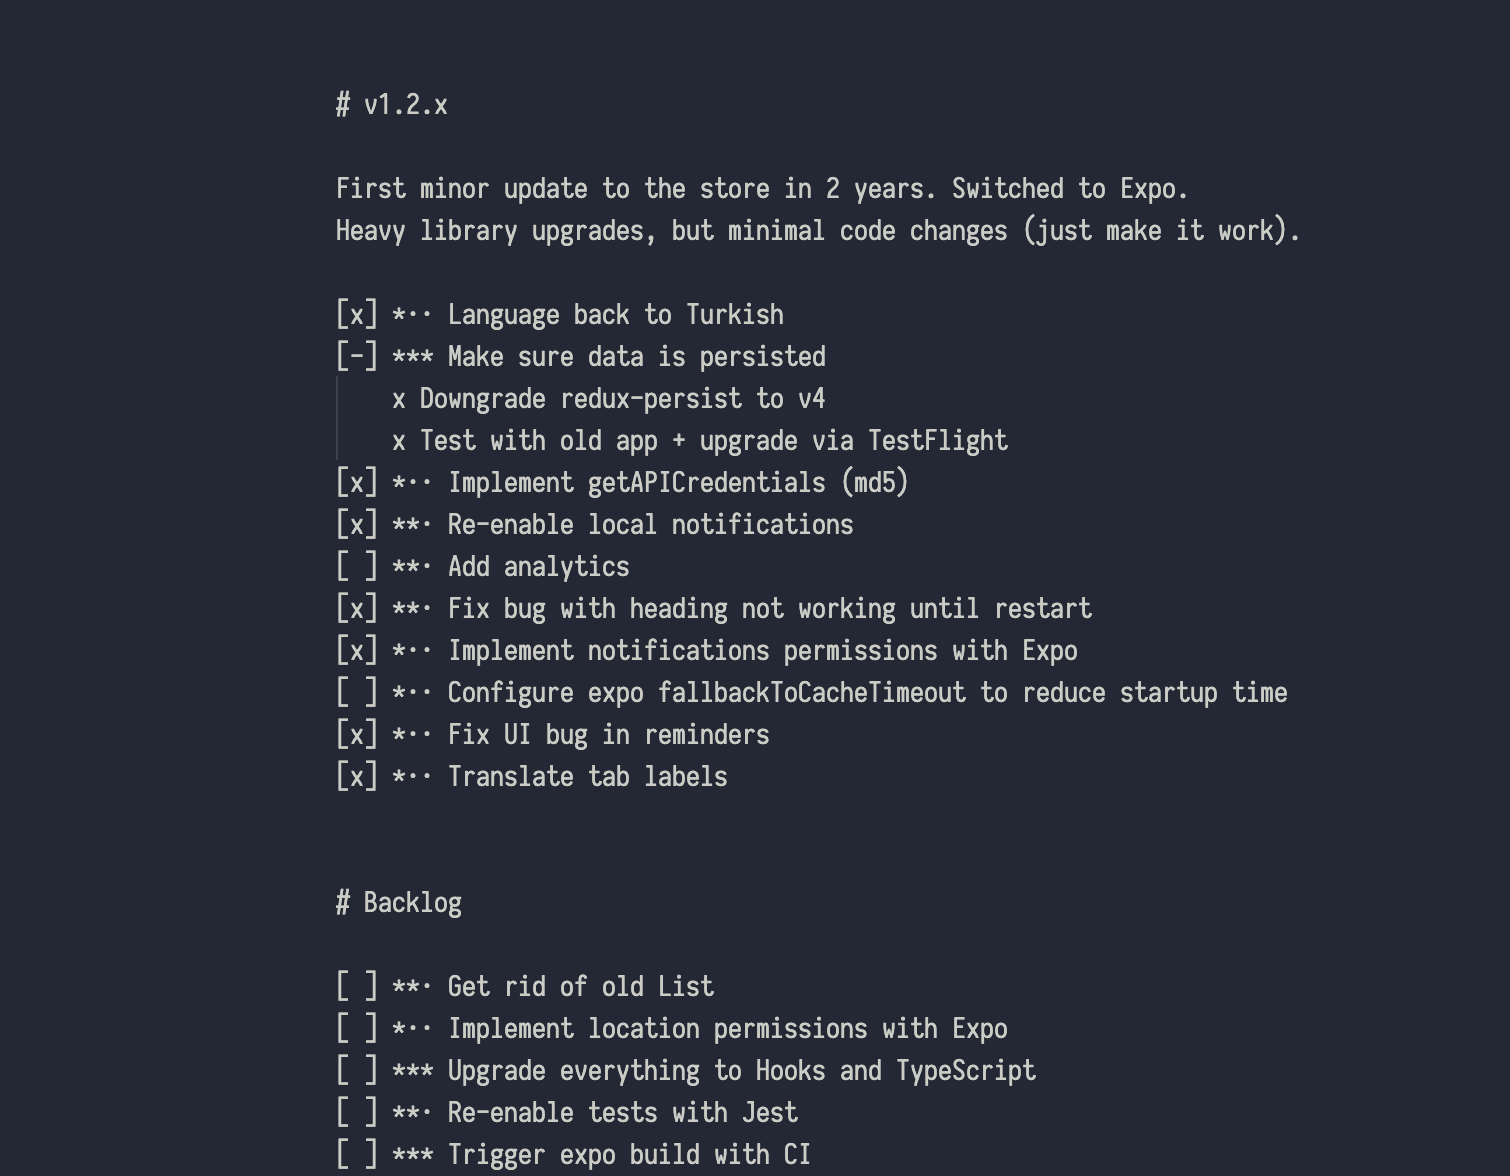 # v1.2.x
First minor update to the store in 2 years. Switched to Expo.
Heavy library upgrades, but minimal code changes (just make it work).
[x] *·· Language back to Turkish
[-] *** Make sure data is persisted
x Downgrade redux-persist to v4
x Test with old app + upgrade via TestFlight
[x] *·· Implement getAPICredentials (md5)
[x] **· Re-enable local notifications
[ ] **· Add analytics
[x] **· Fix bug with heading not working until restart
[x] *·· Implement notifications permissions with Expo
[ ] *·· Configure expo fallbackToCacheTimeout to reduce startup time
[x] *·· Fix UI bug in reminders
[x] *·· Translate tab labels
# Backlog
[ ] **· Get rid of old List
[ ] *·· Implement location permissions with Expo
[ ] *** Upgrade everything to Hooks and TypeScript
[ ] **· Re-enable tests with Jest
[ ] *** Trigger expo build with CI